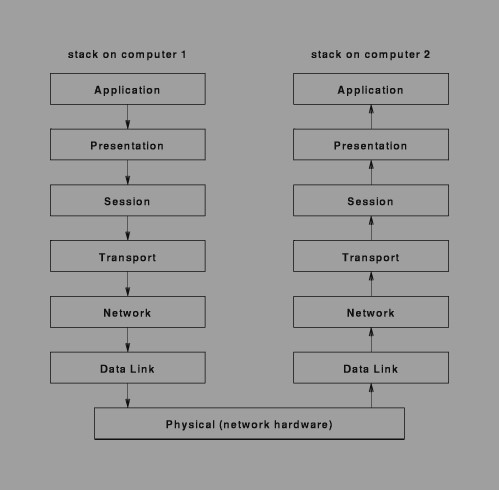 stack on computer 1
stack on computer 2
Application
Application
Presentation
Presentation
Session
Session
Transport
Transport
Network
Network
Data Link
Data Link
Physical (network hardware)